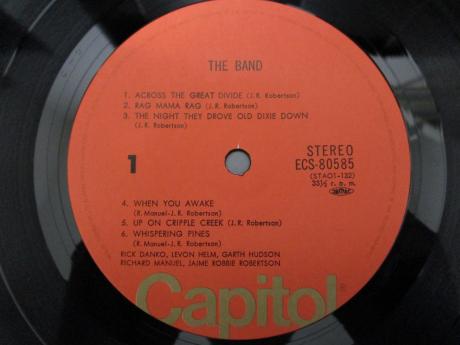 THE BAND
1. ACROSS THE GREAT DIVIDE (J.R. Robertson)
2. RAG MAMA RAG (J.R. Robertson)
3. THE NIGHT THEY DROVE OLD DIXIE DOWN
(J.R. Robertson)
1
STEREO
ECS-80585
(STAO1-132)
33⅓ r.p.m.
4. WHEN YOU AWAKE
(R. Manuel-J.R. Robertson)
5. UP ON CRIPPLE CREEK (J.R. Robertson)
6. WHISPERING PINES
(R. Manuel-J.R. Robertson)
RICK DANKO, LEVON HELM, GARTH HUDSON
RICHARD MANUEL, JAIME ROBBIE ROBERTSON
Capitol®